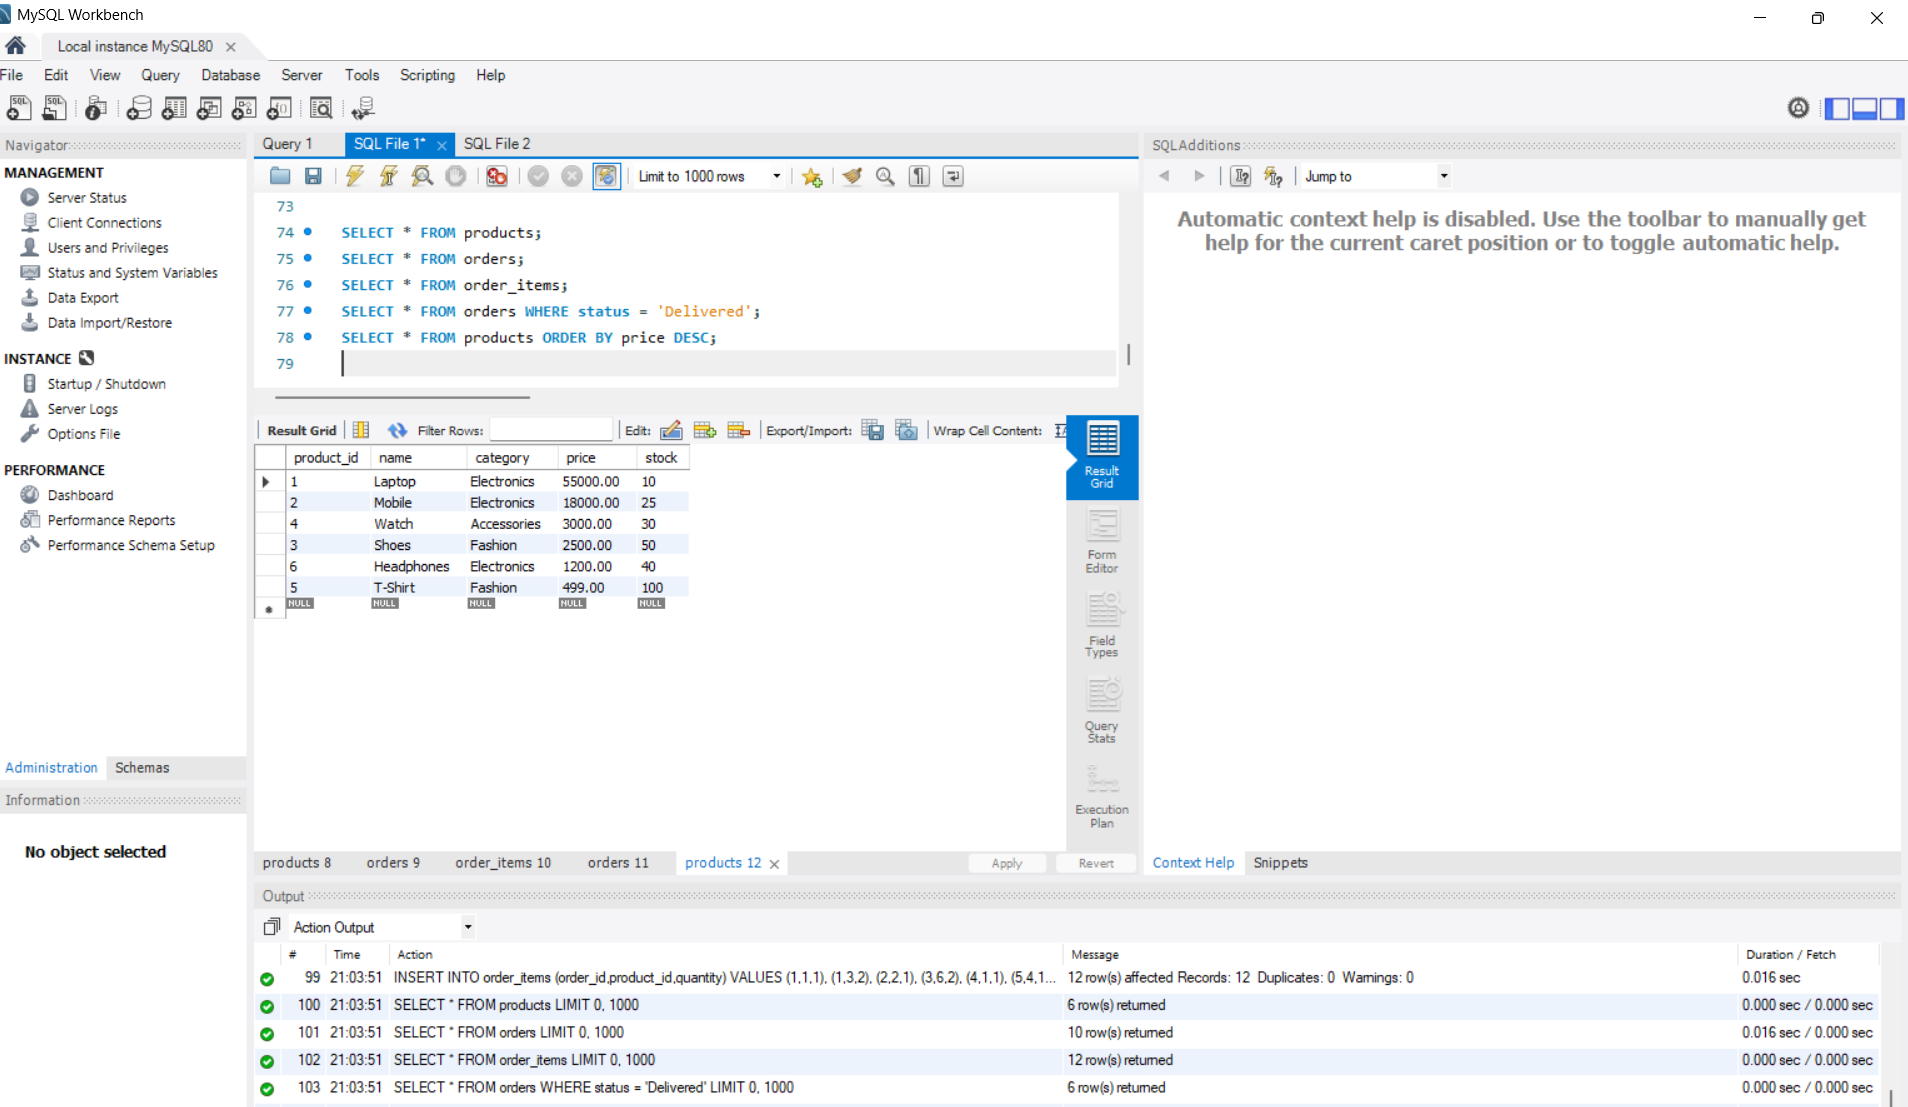 MySQL Workbench
Local instance MySQL80
File Edit View Query Database Server Tools Scripting Help
Navigator
MANAGEMENT
Server Status
Client Connections
Users and Privileges
Status and System Variables
Data Export
Data Import/Restore
INSTANCE
Startup / Shutdown
Server Logs
Options File
PERFORMANCE
Dashboard
Performance Reports
Performance Schema Setup
Administration Schemas
Information
No object selected
Query 1 SQL File 1* SQL File 2
Limit to 1000 rows
73
74 SELECT * FROM products;
75 SELECT * FROM orders;
76 SELECT * FROM order_items;
77 SELECT * FROM orders WHERE status = 'Delivered';
78 SELECT * FROM products ORDER BY price DESC;
79
Result Grid Filter Rows: Edit: Export/Import: Wrap Cell Content:
product_id name category price stock
1 Laptop Electronics 55000.00 10
2 Mobile Electronics 18000.00 25
4 Watch Accessories 3000.00 30
3 Shoes Fashion 2500.00 50
6 Headphones Electronics 1200.00 40
5 T-Shirt Fashion 499.00 100
NULL NULL NULL NULL NULL
Result
Grid
Form
Editor
Field
Types
Query
Stats
Execution
Plan
products 8 orders 9 order_items 10 orders 11 products 12 Apply Revert
SQLAdditions
Jump to
Automatic context help is disabled. Use the toolbar to manually get
help for the current caret position or to toggle automatic help.
Context Help Snippets
Output
Action Output
# Time Action Message Duration / Fetch
99 21:03:51 INSERT INTO order_items (order_id,product_id,quantity) VALUES (1,1,1), (1,3,2), (2,2,1), (3,6,2), (4,1,1), (5,4,1... 12 row(s) affected Records: 12 Duplicates: 0 Warnings: 0 0.016 sec
100 21:03:51 SELECT * FROM products LIMIT 0, 1000 6 row(s) returned 0.000 sec / 0.000 sec
101 21:03:51 SELECT * FROM orders LIMIT 0, 1000 10 row(s) returned 0.016 sec / 0.000 sec
102 21:03:51 SELECT * FROM order_items LIMIT 0, 1000 12 row(s) returned 0.000 sec / 0.000 sec
103 21:03:51 SELECT * FROM orders WHERE status = 'Delivered' LIMIT 0, 1000 6 row(s) returned 0.000 sec / 0.000 sec